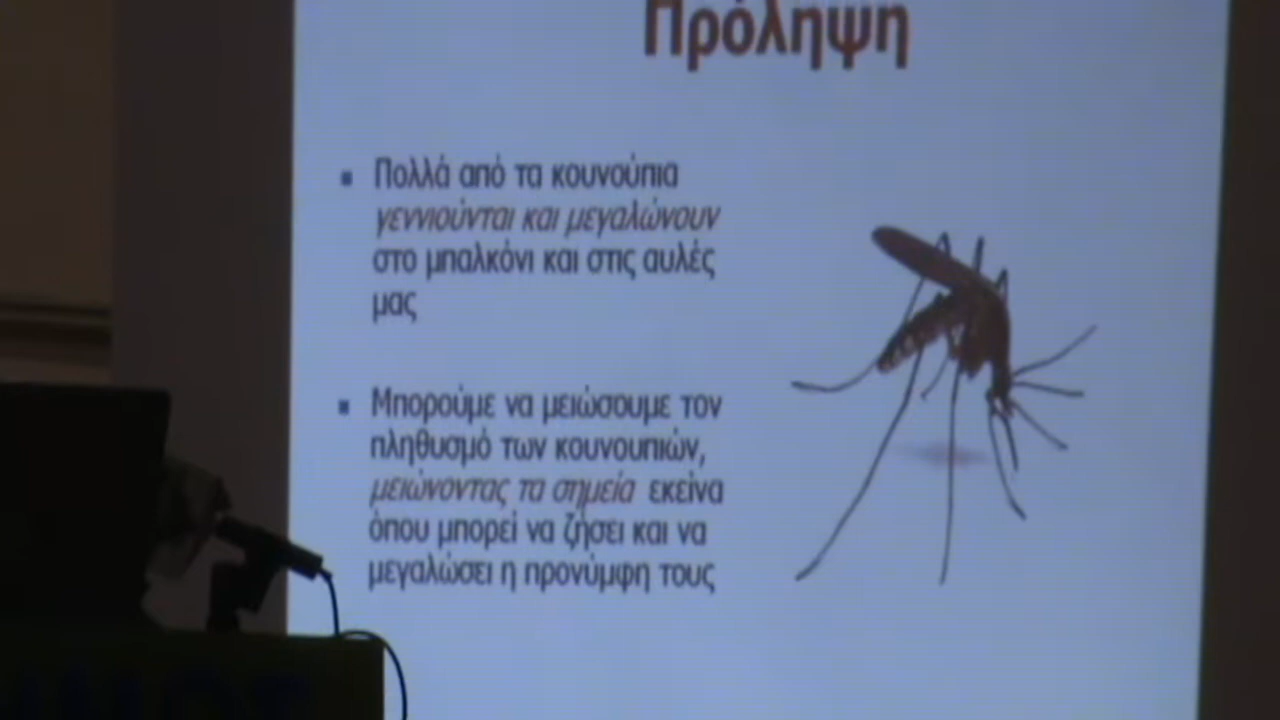 Πρόληψη
▪ Πολλά από τα κουνούπια
γεννιούνται και μεγαλώνουν
στο μπαλκόνι και στις αυλές
μας
▪ Μπορούμε να μειώσουμε τον
πληθυσμό των κουνουπιών,
μειώνοντας τα σημεία εκείνα
όπου μπορεί να ζήσει και να
μεγαλώσει η προνύμφη τους